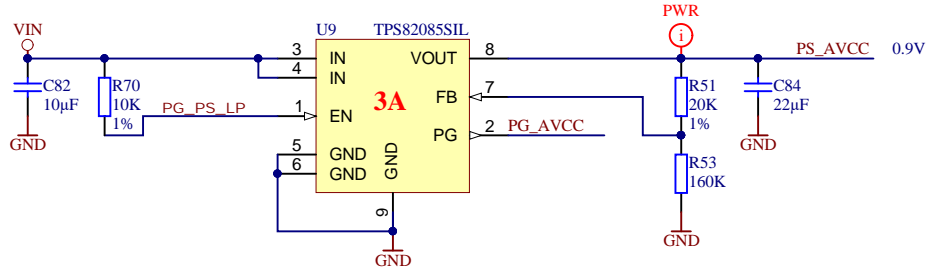 PWR
i
VIN
U9 TPS82085SIL
PS_AVCC 0.9V
3 IN
4 IN
VOUT 8
C82
10µF
R70
10K
1%
PG_PS_LP
1 EN
3A
FB 7
R51
20K
1%
C84
22µF
PG 2 PG_AVCC
GND
GND
5 GND
6 GND
GND
R53
160K
9
GND
GND